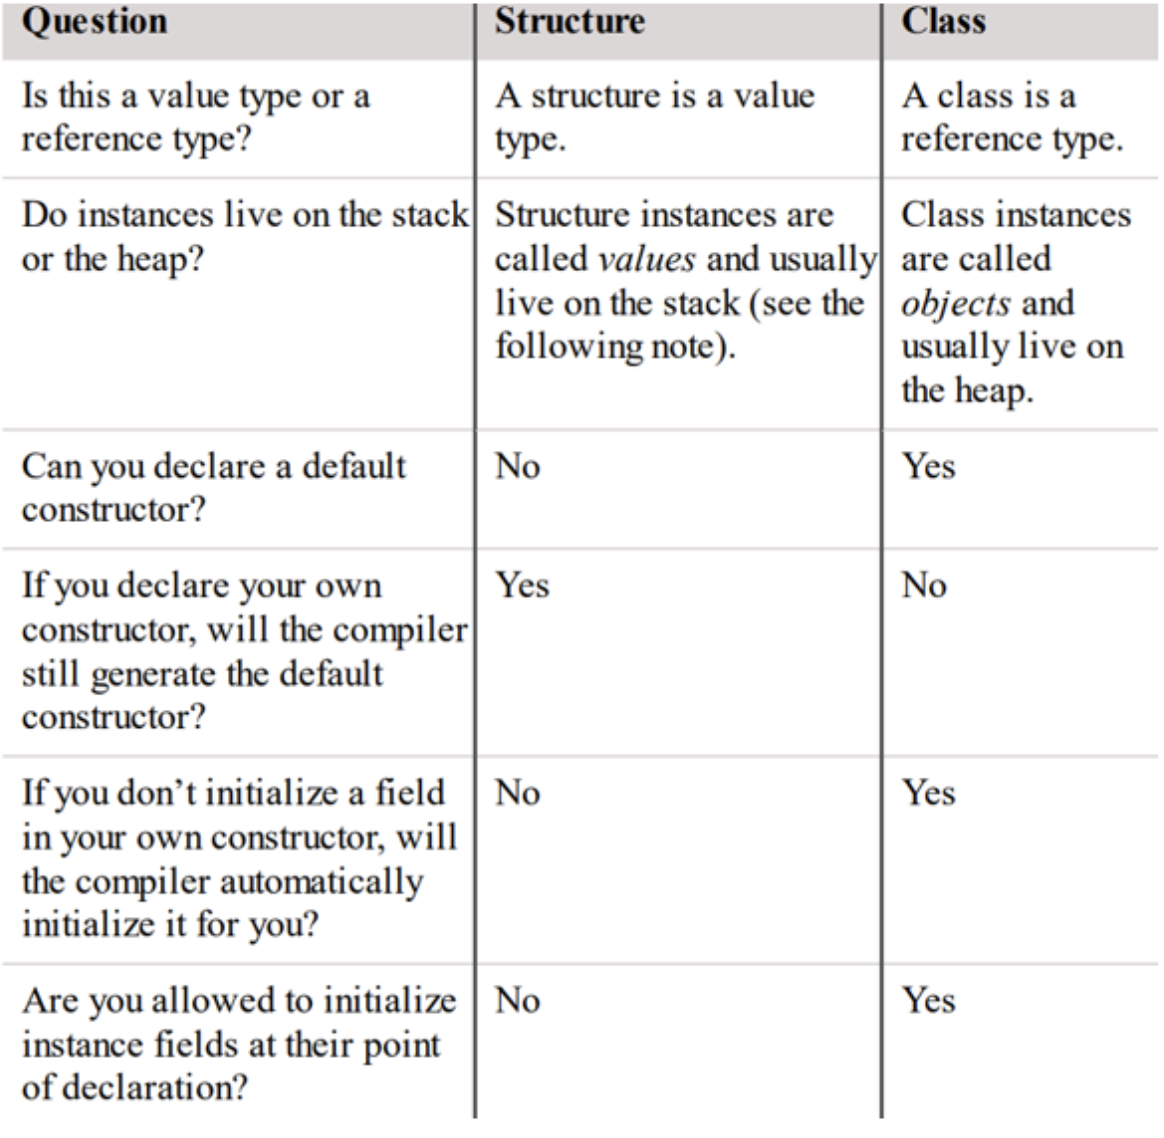 Question Structure Class
Is this a value type or a
reference type?
A structure is a value
type.
A class is a
reference type.
Do instances live on the stack
or the heap?
Structure instances are
called values and usually
live on the stack (see the
following note).
Class instances
are called
objects and
usually live on
the heap.
Can you declare a default
constructor?
No
Yes
If you declare your own
constructor, will the compiler
still generate the default
constructor?
Yes
No
If you don’t initialize a field
in your own constructor, will
the compiler automatically
initialize it for you?
No
Yes
Are you allowed to initialize
instance fields at their point
of declaration?
No
Yes